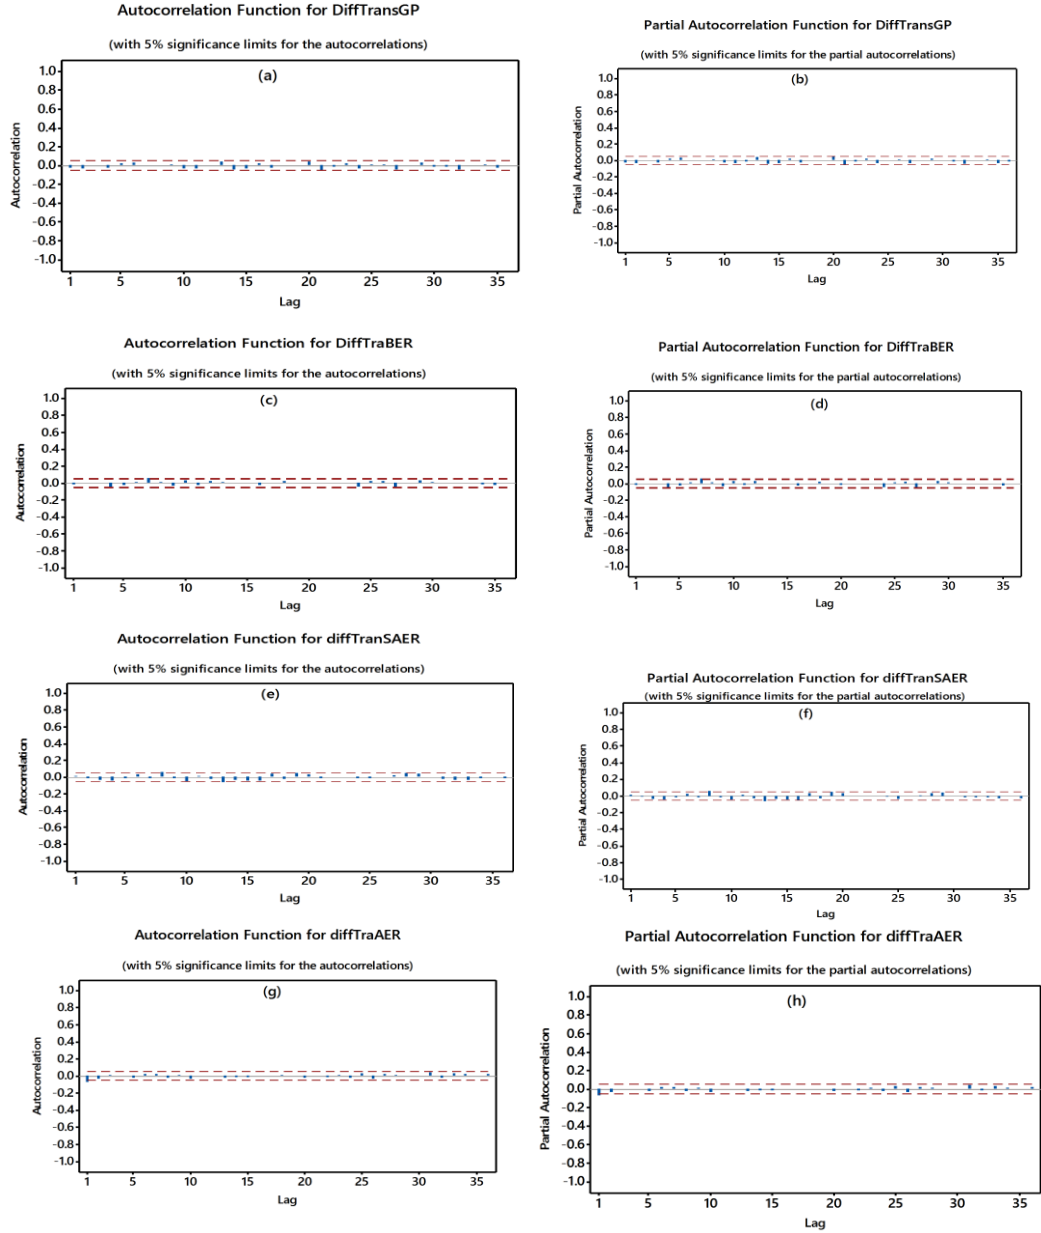 Autocorrelation Function for DiffTransGP
(with 5% significance limits for the autocorrelations)
(a)
Autocorrelation
1.0
0.8
0.6
0.4
0.2
0.0
-0.2
-0.4
-0.6
-0.8
-1.0
1 5 10 15 20 25 30 35
Lag
Partial Autocorrelation Function for DiffTransGP
(with 5% significance limits for the partial autocorrelations)
(b)
Partial Autocorrelation
1.0
0.8
0.6
0.4
0.2
0.0
-0.2
-0.4
-0.6
-0.8
-1.0
1 5 10 15 20 25 30 35
Lag
Autocorrelation Function for DiffTraBER
(with 5% significance limits for the autocorrelations)
(c)
Autocorrelation
1.0
0.8
0.6
0.4
0.2
0.0
-0.2
-0.4
-0.6
-0.8
-1.0
1 5 10 15 20 25 30 35
Lag
Partial Autocorrelation Function for DiffTraBER
(with 5% significance limits for the partial autocorrelations)
(d)
Partial Autocorrelation
1.0
0.8
0.6
0.4
0.2
0.0
-0.2
-0.4
-0.6
-0.8
-1.0
1 5 10 15 20 25 30 35
Lag
Autocorrelation Function for diffTranSAER
(with 5% significance limits for the autocorrelations)
(e)
Autocorrelation
1.0
0.8
0.6
0.4
0.2
0.0
-0.2
-0.4
-0.6
-0.8
-1.0
1 5 10 15 20 25 30 35
Lag
Partial Autocorrelation Function for diffTranSAER
(with 5% significance limits for the partial autocorrelations)
(f)
Partial Autocorrelation
1.0
0.8
0.6
0.4
0.2
0.0
-0.2
-0.4
-0.6
-0.8
-1.0
1 5 10 15 20 25 30 35
Lag
Autocorrelation Function for diffTraAER
(with 5% significance limits for the autocorrelations)
(g)
Autocorrelation
1.0
0.8
0.6
0.4
0.2
0.0
-0.2
-0.4
-0.6
-0.8
-1.0
1 5 10 15 20 25 30 35
Lag
Partial Autocorrelation Function for diffTraAER
(with 5% significance limits for the partial autocorrelations)
(h)
Partial Autocorrelation
1.0
0.8
0.6
0.4
0.2
0.0
-0.2
-0.4
-0.6
-0.8
-1.0
1 5 10 15 20 25 30 35
Lag